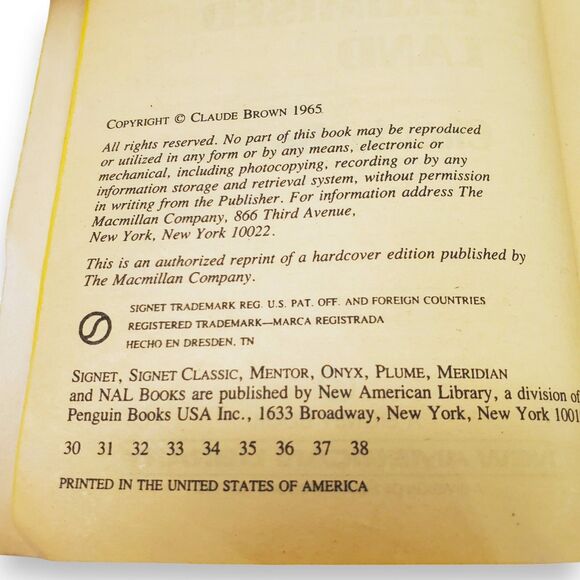 COPYRIGHT © CLAUDE BROWN 1965
All rights reserved. No part of this book may be reproduced
or utilized in any form or by any means, electronic or
mechanical, including photocopying, recording or by any
information storage and retrieval system, without permission
in writing from the Publisher. For information address The
Macmillan Company, 866 Third Avenue,
New York, New York 10022.
This is an authorized reprint of a hardcover edition published by
The Macmillan Company.
SIGNET TRADEMARK REG. U.S. PAT. OFF. AND FOREIGN COUNTRIES
REGISTERED TRADEMARK—MARCA REGISTRADA
HECHO EN DRESDEN, TN
SIGNET, SIGNET CLASSIC, MENTOR, ONYX, PLUME, MERIDIAN
and NAL BOOKS are published by New American Library, a division of
Penguin Books USA Inc., 1633 Broadway, New York, New York 1001
30 31 32 33 34 35 36 37 38
PRINTED IN THE UNITED STATES OF AMERICA